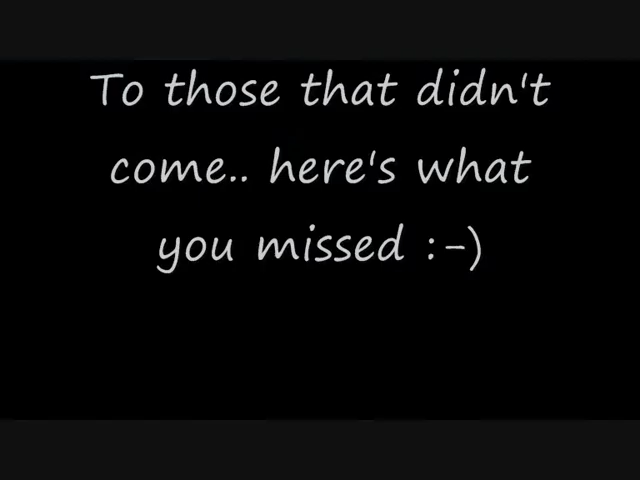 To those that didn't
come.. here's what
you missed :-)